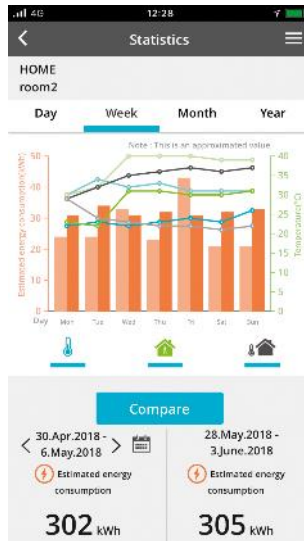 4G 12:28
Statistics
HOME
room2
Day Week Month Year
Note : This is an approximated value
Estimated energy consumption(kWh)
50
40
30
20
10
0
Temperature(°C)
40
35
30
25
20
15
10
5
0
Day Mon Tue Wed Thu Fri Sat Sun
Compare
30.Apr.2018 -
6.May.2018
Estimated energy
consumption
302 kWh
28.May.2018 -
3.June.2018
Estimated energy
consumption
305 kWh